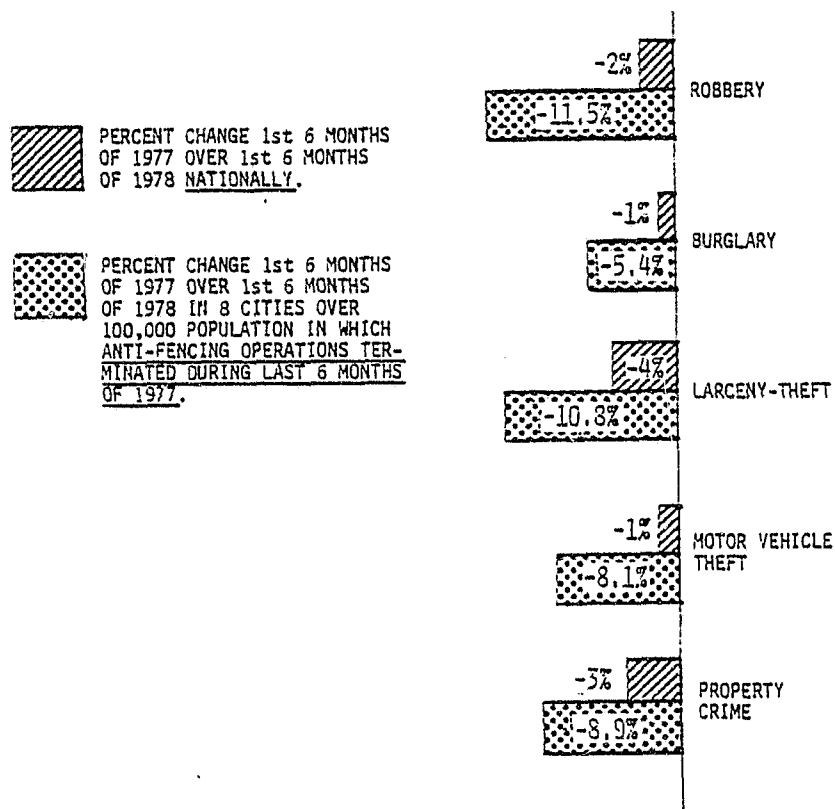 PERCENT CHANGE 1st 6 MONTHS
OF 1977 OVER 1st 6 MONTHS
OF 1978 NATIONALLY.
PERCENT CHANGE 1st 6 MONTHS
OF 1977 OVER 1st 6 MONTHS
OF 1978 IN 8 CITIES OVER
100,000 POPULATION IN WHICH
ANTI-FENCING OPERATIONS TER-
MINATED DURING LAST 6 MONTHS
OF 1977.
-2%
-11.5%
ROBBERY
-1%
-5.4%
BURGLARY
-4%
-10.8%
LARCENY-THEFT
-1%
-8.1%
MOTOR VEHICLE
THEFT
-3%
-8.9%
PROPERTY
CRIME